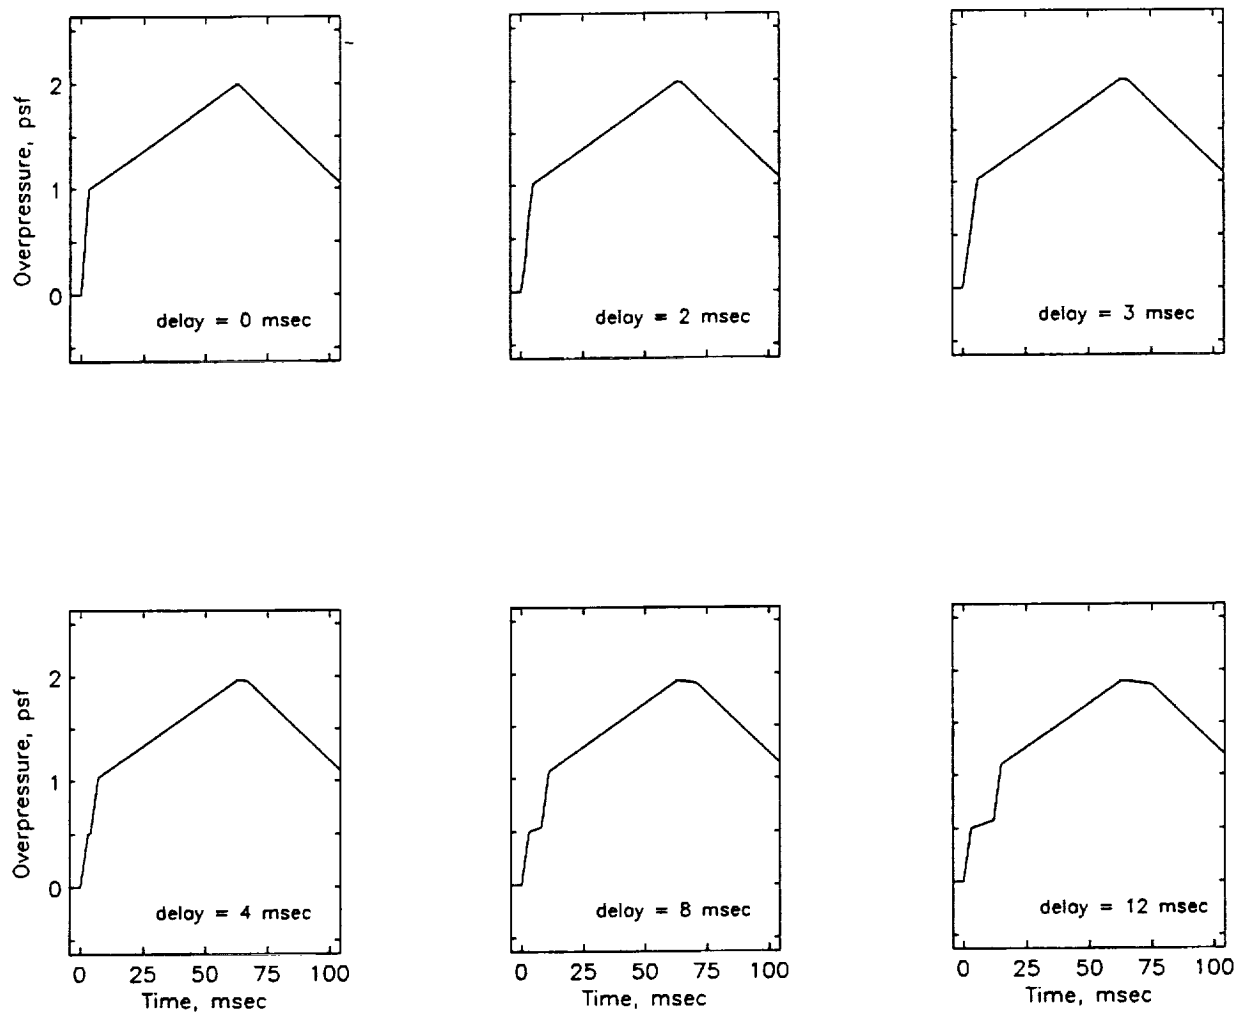 Overpressure, psf
2
1
0
delay = 0 msec
delay = 2 msec
delay = 3 msec
Overpressure, psf
2
1
0
delay = 4 msec
delay = 8 msec
delay = 12 msec
0 25 50 75 100
Time, msec
0 25 50 75 100
Time, msec
0 25 50 75 100
Time, msec